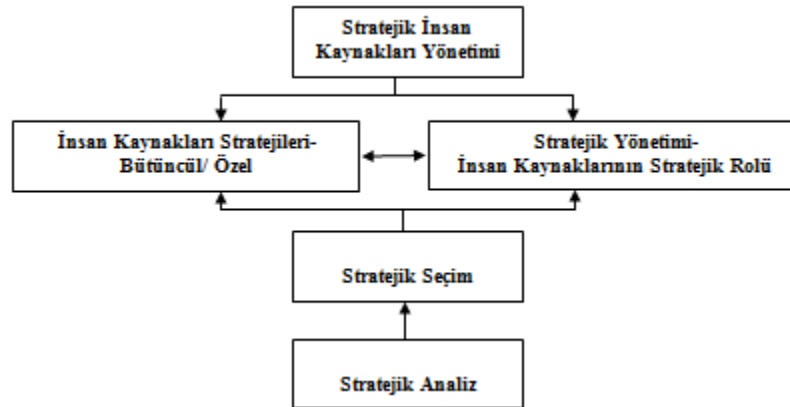 Stratejik İnsan
Kaynakları Yönetimi
İnsan Kaynakları Stratejileri-
Bütüncül/ Özel
Stratejik Yönetimi-
İnsan Kaynaklarının Stratejik Rolü
Stratejik Seçim
Stratejik Analiz